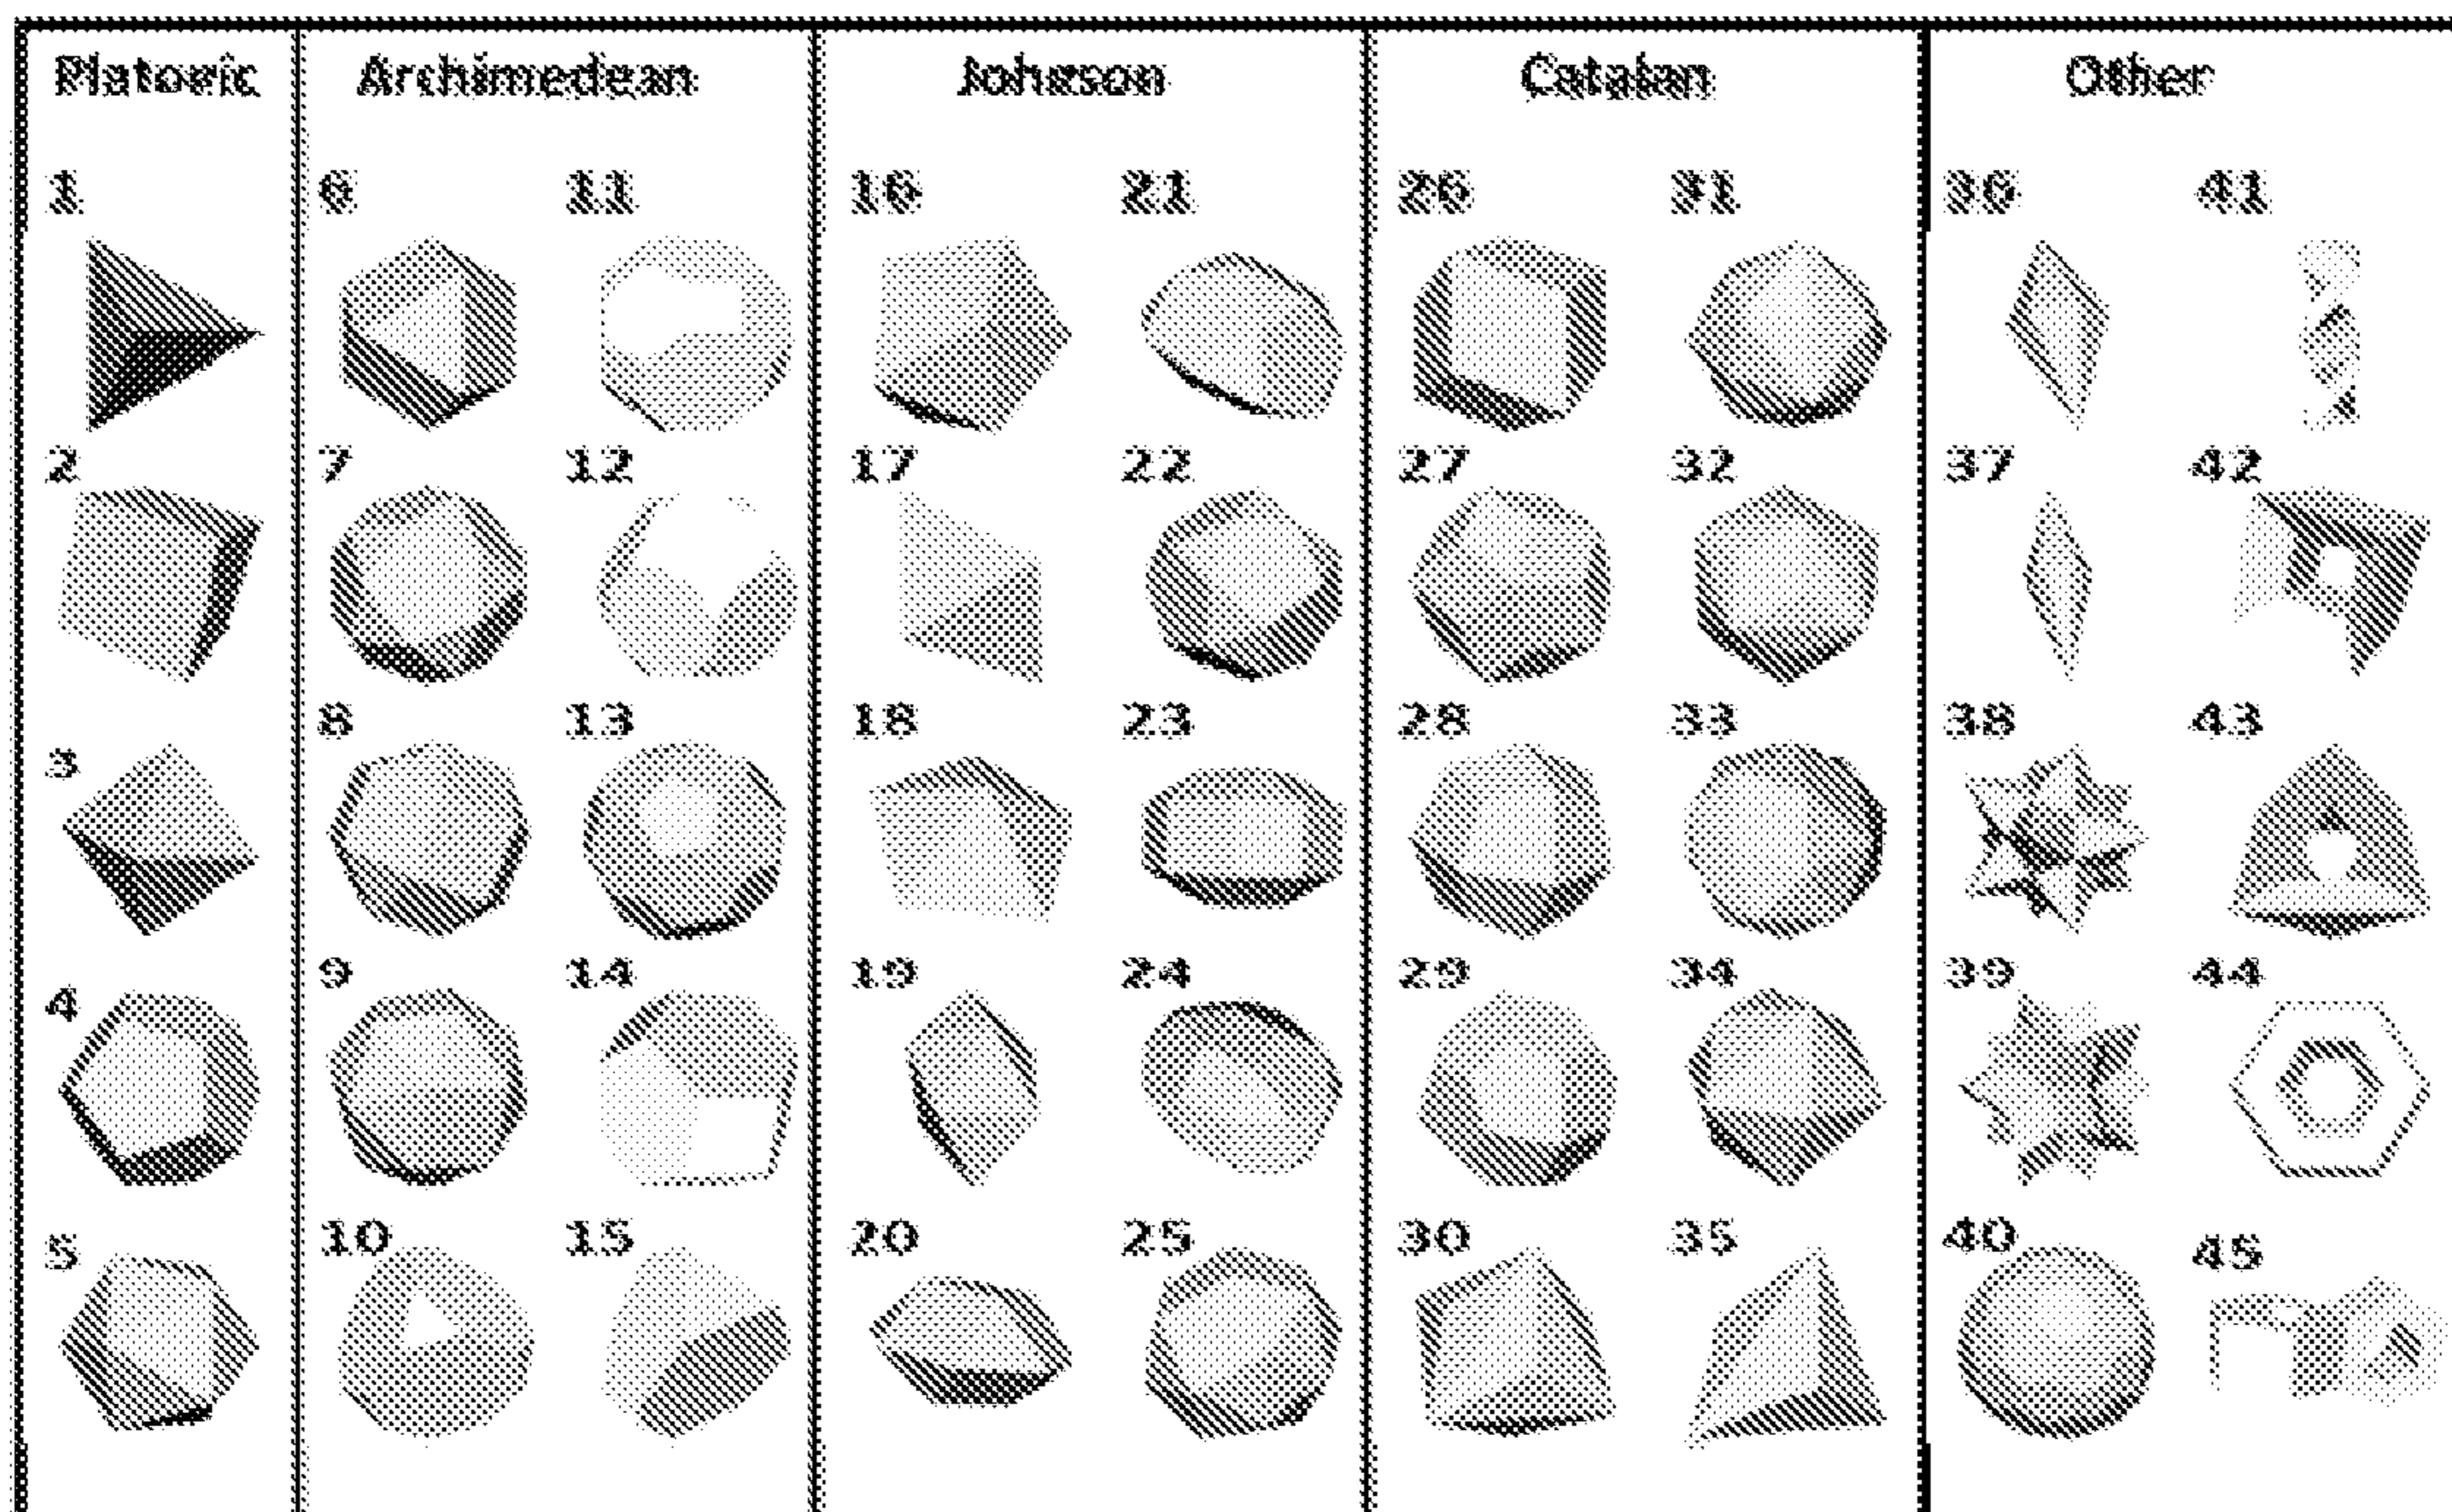 Platonic Archimedean Johnson Catalan Other
1 6 11 16 21 26 31 36 41
2 7 12 17 22 27 32 37 42
3 8 13 18 23 28 33 38 43
4 9 14 19 24 29 34 39 44
5 10 15 20 25 30 35 40 45